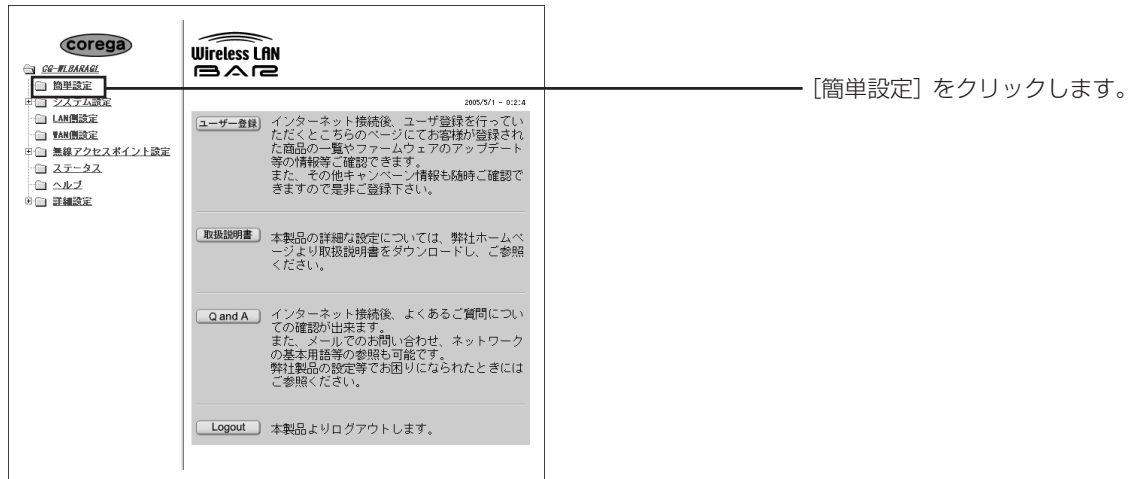 corega
CG-WLBARAGL
簡単設定
システム設定
LAN側設定
WAN側設定
無線アクセスポイント設定
ステータス
ヘルプ
詳細設定
Wireless LAN
BAR
2005/5/1 - 0:2:4
ユーザー登録
インターネット接続後、ユーザ登録を行ってい
ただくとこちらのページにてお客様が登録され
た商品の一覧やファームウェアのアップデート
等の情報等ご確認できます。
また、その他キャンペーン情報も随時ご確認で
きますので是非ご登録下さい。
取扱説明書
本製品の詳細な設定については、弊社ホームペ
ージより取扱説明書をダウンロードし、ご参照
ください。
Q and A
インターネット接続後、よくあるご質問につい
ての確認が出来ます。
また、メールでのお問い合わせ、ネットワーク
の基本用語等の参照も可能です。
弊社製品の設定等でお困りになられたときには
ご参照ください。
Logout
本製品よりログアウトします。
［簡単設定］をクリックします。